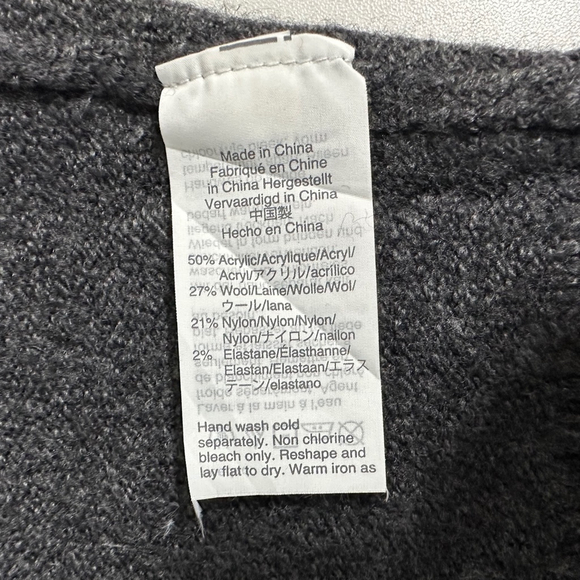 Made in China
Fabriqué en Chine
in China Hergestellt
Vervaardigd in China
中国製
Hecho en China
50% Acrylic/Acrylique/Acryl/
Acryl/アクリル/acrílico
27% Wool/Laine/Wolle/Wol/
ウール/lana
21% Nylon/Nylon/Nylon/
Nylon/ナイロン/nailon
2% Elastane/Élasthanne/
Elastan/Elastaan/エラス
テーン/elastano
Hand wash cold
separately. Non chlorine
bleach only. Reshape and
lay flat to dry. Warm iron as